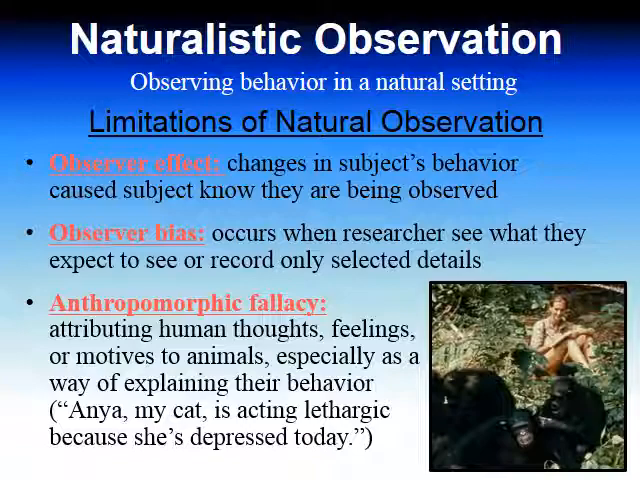 Naturalistic Observation
Observing behavior in a natural setting
Limitations of Natural Observation
• Observer effect: changes in subject's behavior
caused subject know they are being observed
• Observer bias: occurs when researcher see what they
expect to see or record only selected details
• Anthropomorphic fallacy:
attributing human thoughts, feelings,
or motives to animals, especially as a
way of explaining their behavior
("Anya, my cat, is acting lethargic
because she's depressed today.")